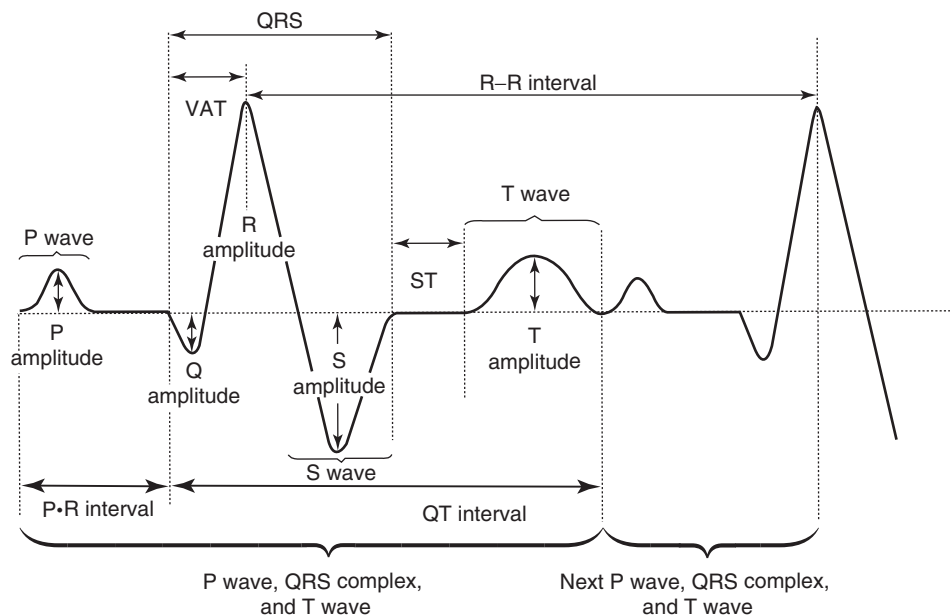 QRS
VAT
R–R interval
R
amplitude
T wave
P wave
ST
P
amplitude
Q
amplitude
S
amplitude
T
amplitude
S wave
P•R interval
QT interval
P wave, QRS complex,
and T wave
Next P wave, QRS complex,
and T wave